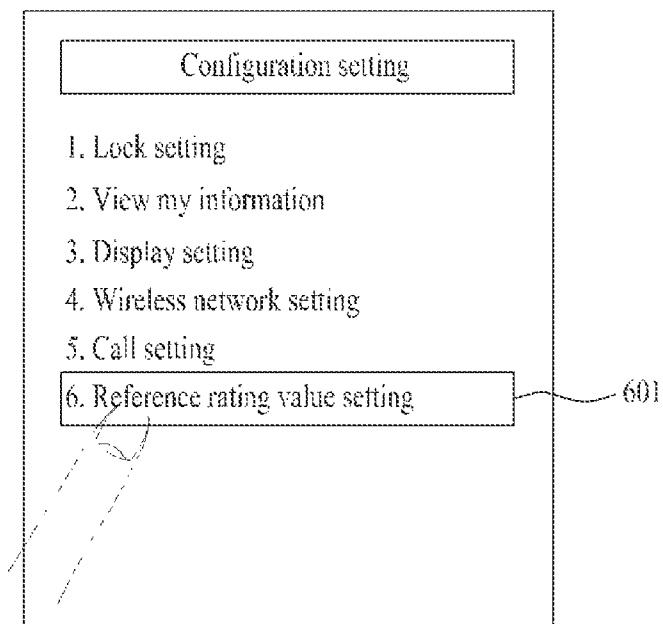 Configuration setting
1. Lock setting
2. View my information
3. Display setting
4. Wireless network setting
5. Call setting
6. Reference rating value setting
601